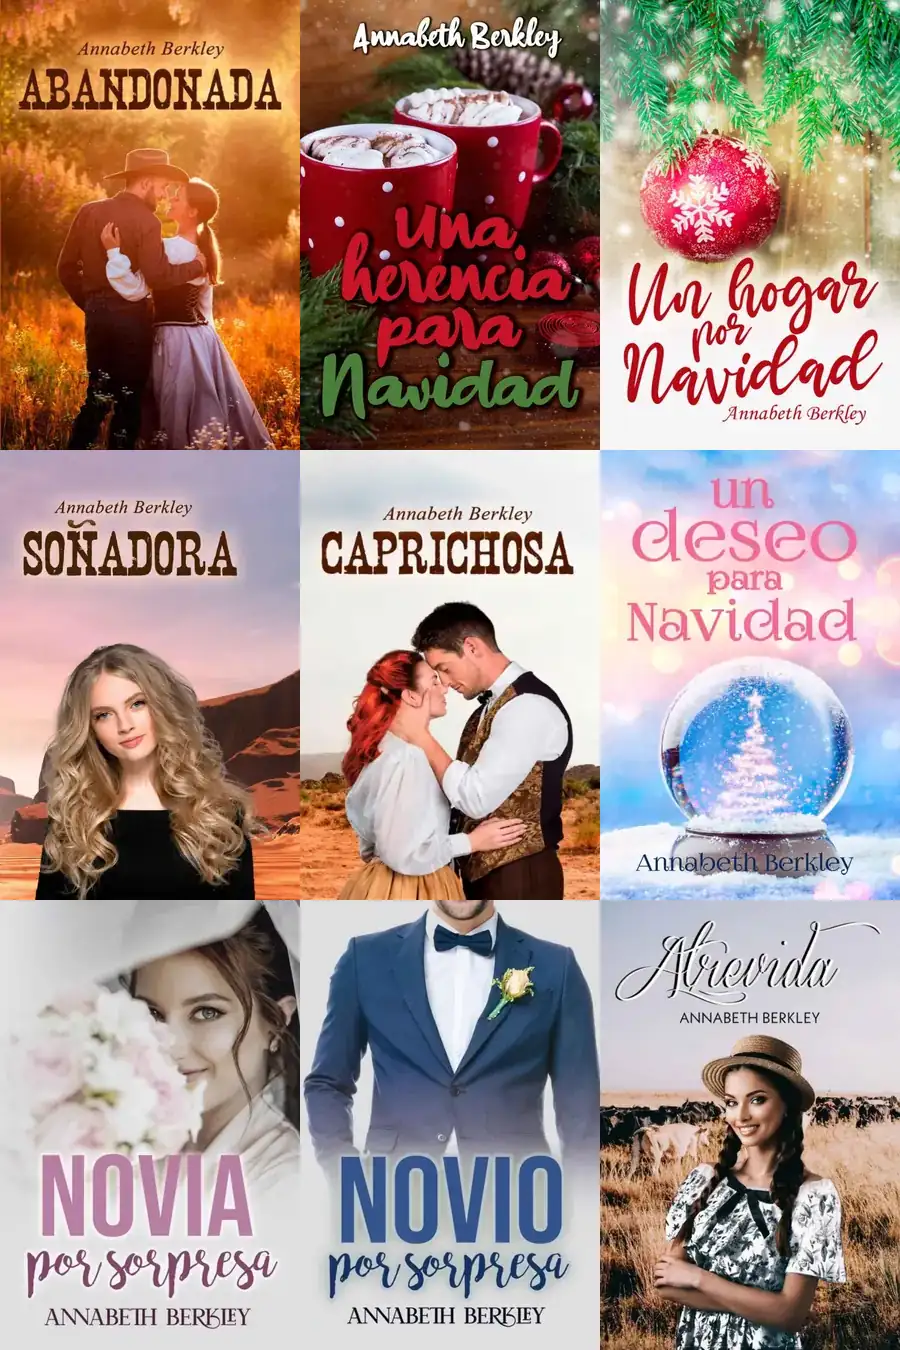 Annabeth Berkley
ABANDONADA
Annabeth Berkley
Una
herencia
para
Navidad
Un hogar
por
Navidad
Annabeth Berkley
Annabeth Berkley
SOÑADORA
Annabeth Berkley
CAPRICHOSA
un
deseo
para
Navidad
Annabeth Berkley
NOVIA
por sorpresa
ANNABETH BERKLEY
NOVIO
por sorpresa
ANNABETH BERKLEY
Atrevida
ANNABETH BERKLEY